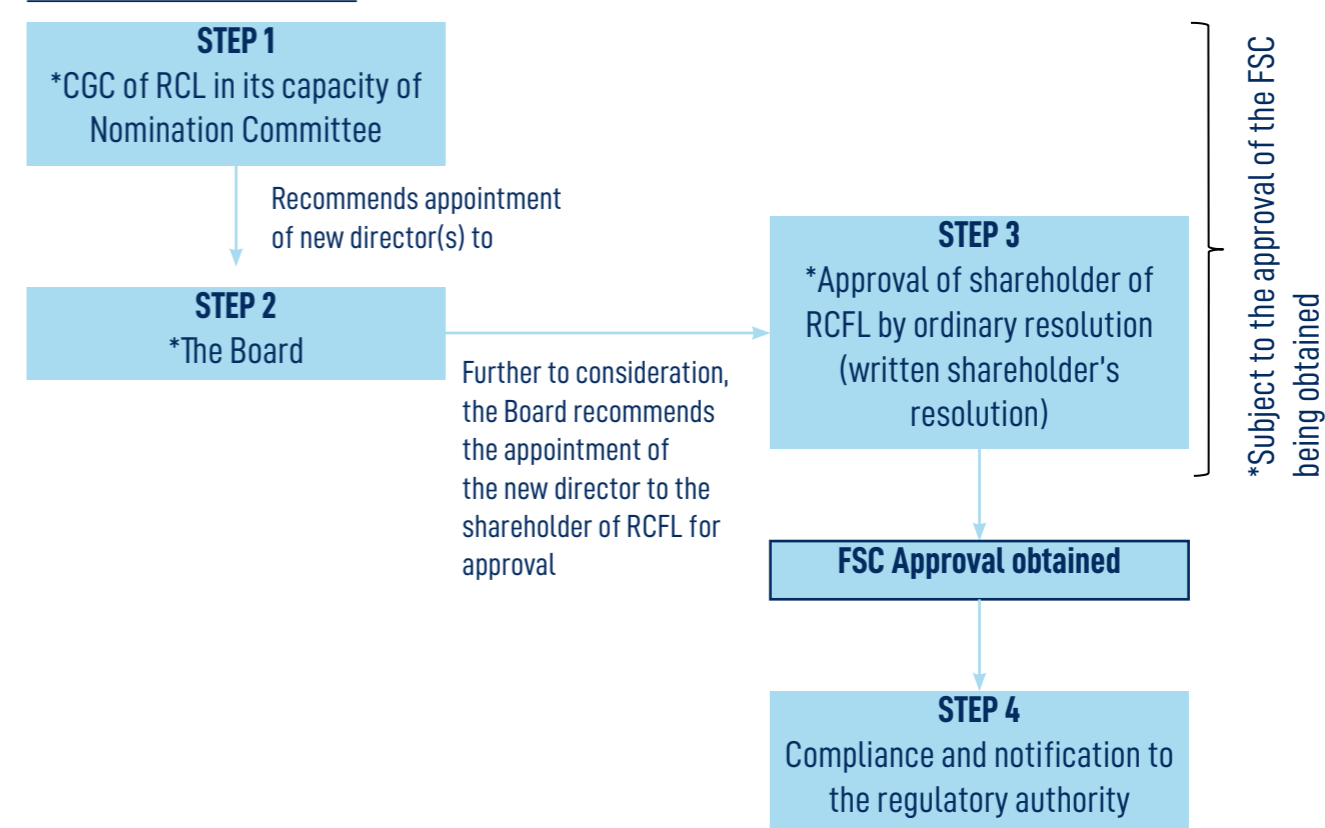 STEP 1
*CGC of RCL in its capacity of
Nomination Committee
Recommends appointment
of new director(s) to
STEP 2
*The Board
Further to consideration,
the Board recommends
the appointment of
the new director to the
shareholder of RCFL for
approval
STEP 3
*Approval of shareholder of
RCFL by ordinary resolution
(written shareholder's
resolution)
*Subject to the approval of the FSC
being obtained
FSC Approval obtained
STEP 4
Compliance and notification to
the regulatory authority